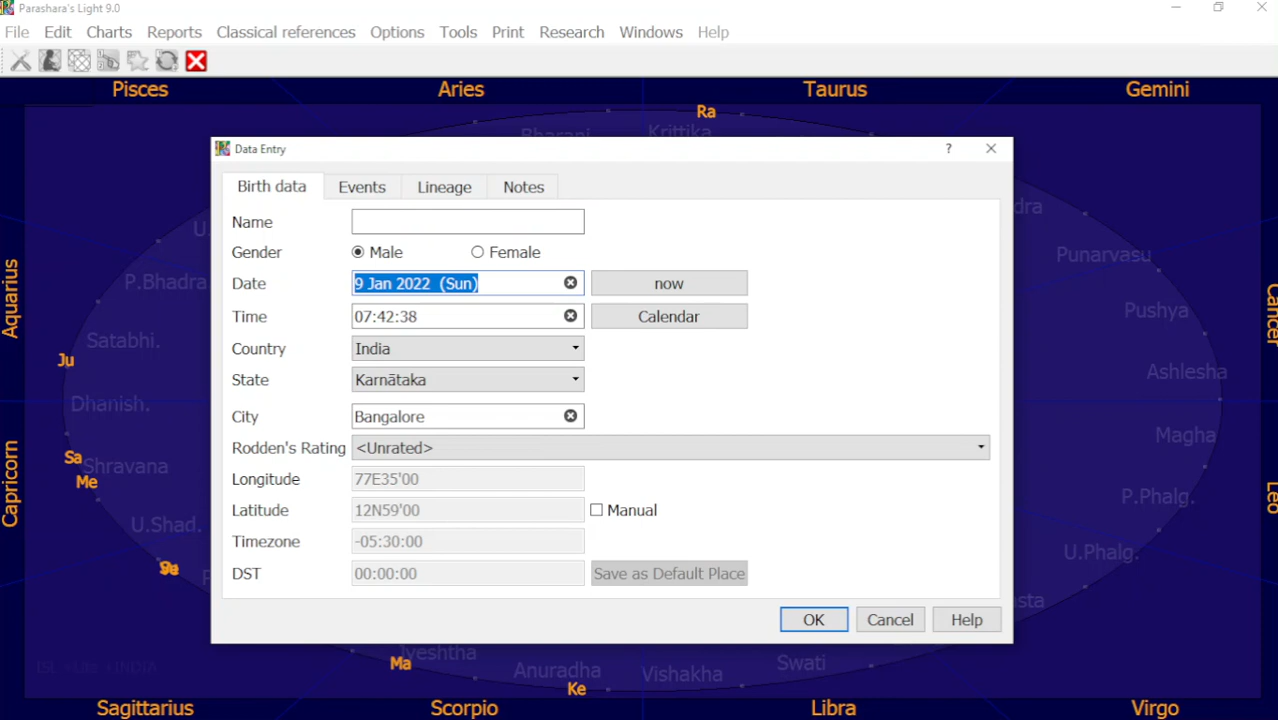 Parashara's Light 9.0
File Edit Charts Reports Classical references Options Tools Print Research Windows Help
Pisces Aries Taurus Gemini
Ra
Bharani Krittika
Data Entry ?
Birth data Events Lineage Notes
Name
Gender Male Female
Date 9 Jan 2022 (Sun) now
Time 07:42:38 Calendar
Country India
State Karnātaka
City Bangalore
Rodden's Rating <Unrated>
Longitude 77E35'00
Latitude 12N59'00 Manual
Timezone -05:30:00
DST 00:00:00 Save as Default Place
OK Cancel Help
Aquarius
Capricorn
P.Bhadra
Satabhi.
Ju
Dhanish.
Sa
Shravana
Me
U.Shad.
Punarvasu
Pushya
Ashlesha
Magha
P.Phalg.
U.Phalg.
Cancer
Leo
Ma
Jyeshtha
Anuradha
Vishakha
Swati
Ke
Sagittarius Scorpio Libra Virgo